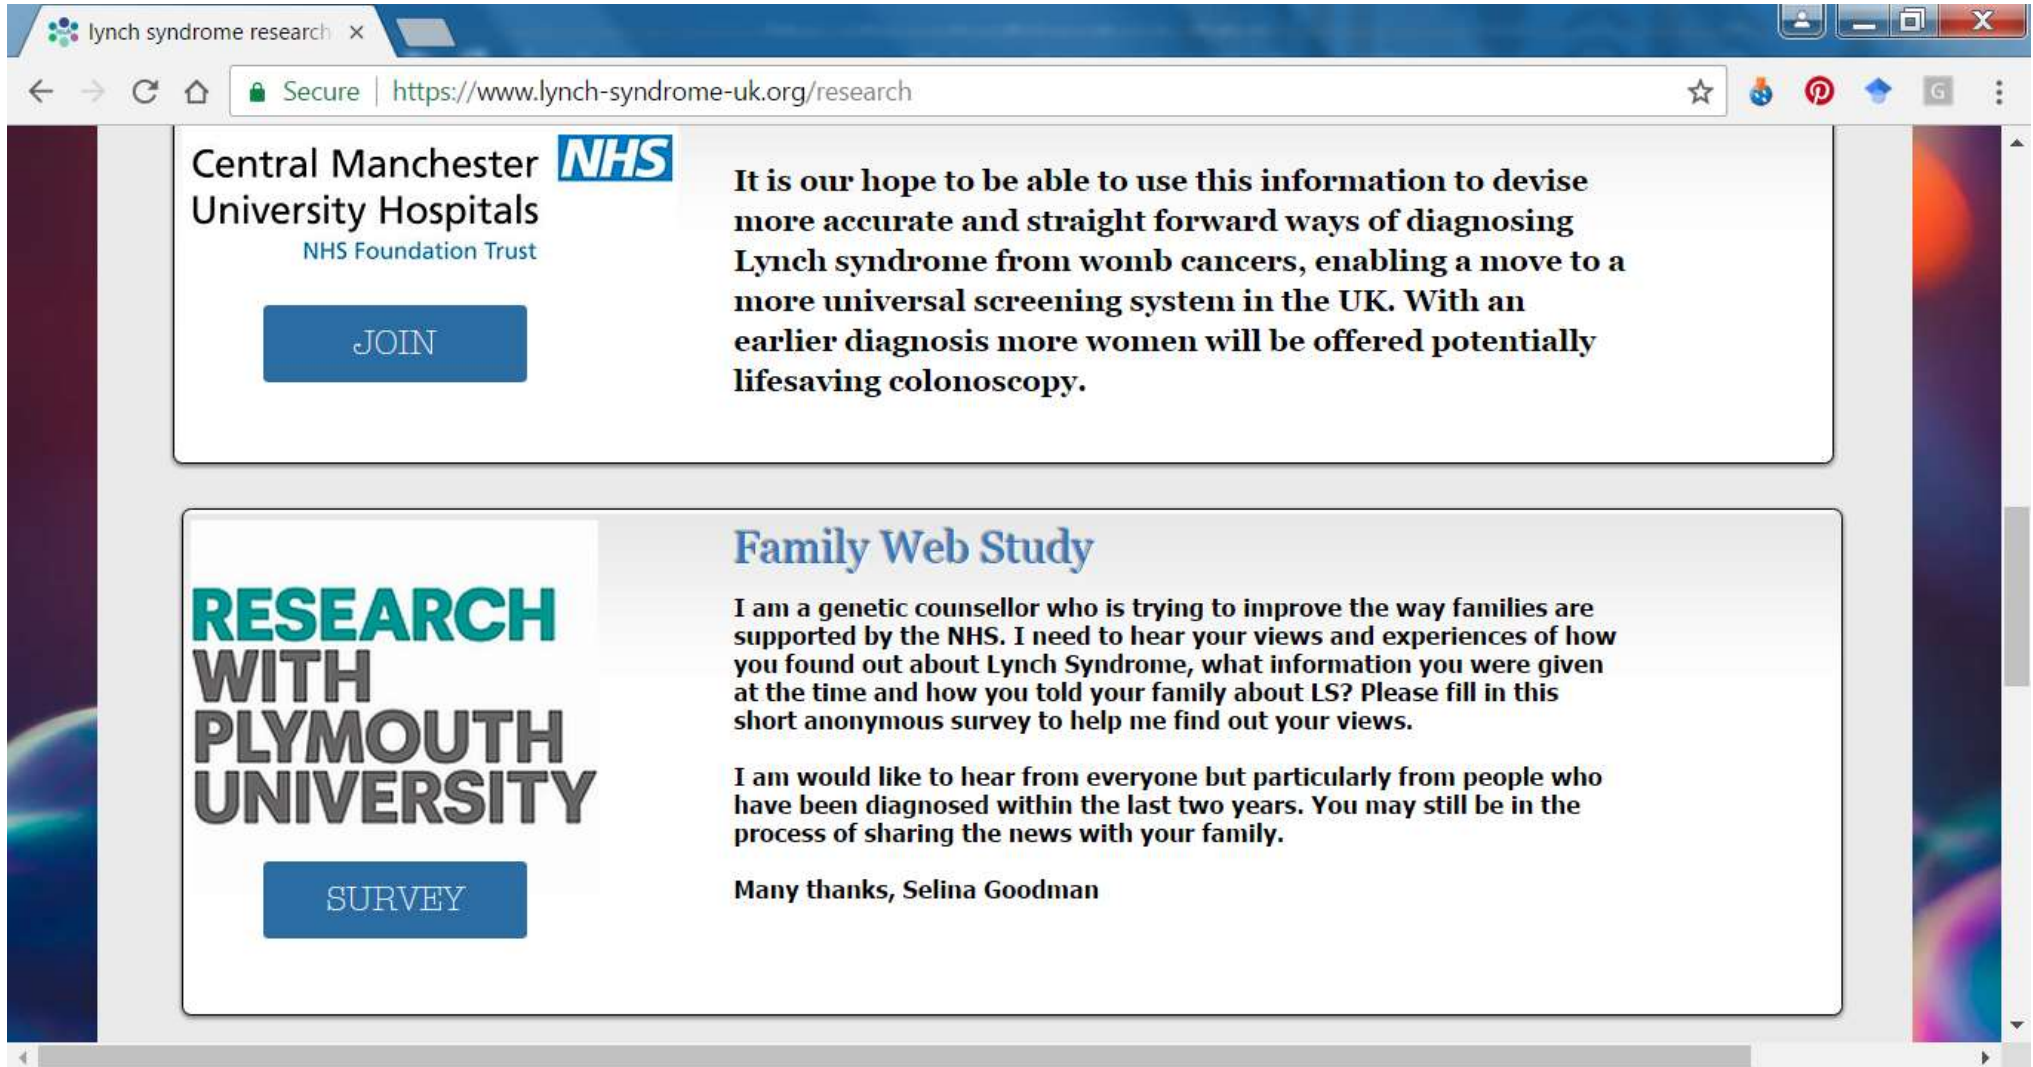 lynch syndrome research
Secure | https://www.lynch-syndrome-uk.org/research
G
Central Manchester NHS
University Hospitals
NHS Foundation Trust
JOIN
It is our hope to be able to use this information to devise
more accurate and straight forward ways of diagnosing
Lynch syndrome from womb cancers, enabling a move to a
more universal screening system in the UK. With an
earlier diagnosis more women will be offered potentially
lifesaving colonoscopy.
RESEARCH
WITH
PLYMOUTH
UNIVERSITY
SURVEY
Family Web Study
I am a genetic counsellor who is trying to improve the way families are
supported by the NHS. I need to hear your views and experiences of how
you found out about Lynch Syndrome, what information you were given
at the time and how you told your family about LS? Please fill in this
short anonymous survey to help me find out your views.
I am would like to hear from everyone but particularly from people who
have been diagnosed within the last two years. You may still be in the
process of sharing the news with your family.
Many thanks, Selina Goodman